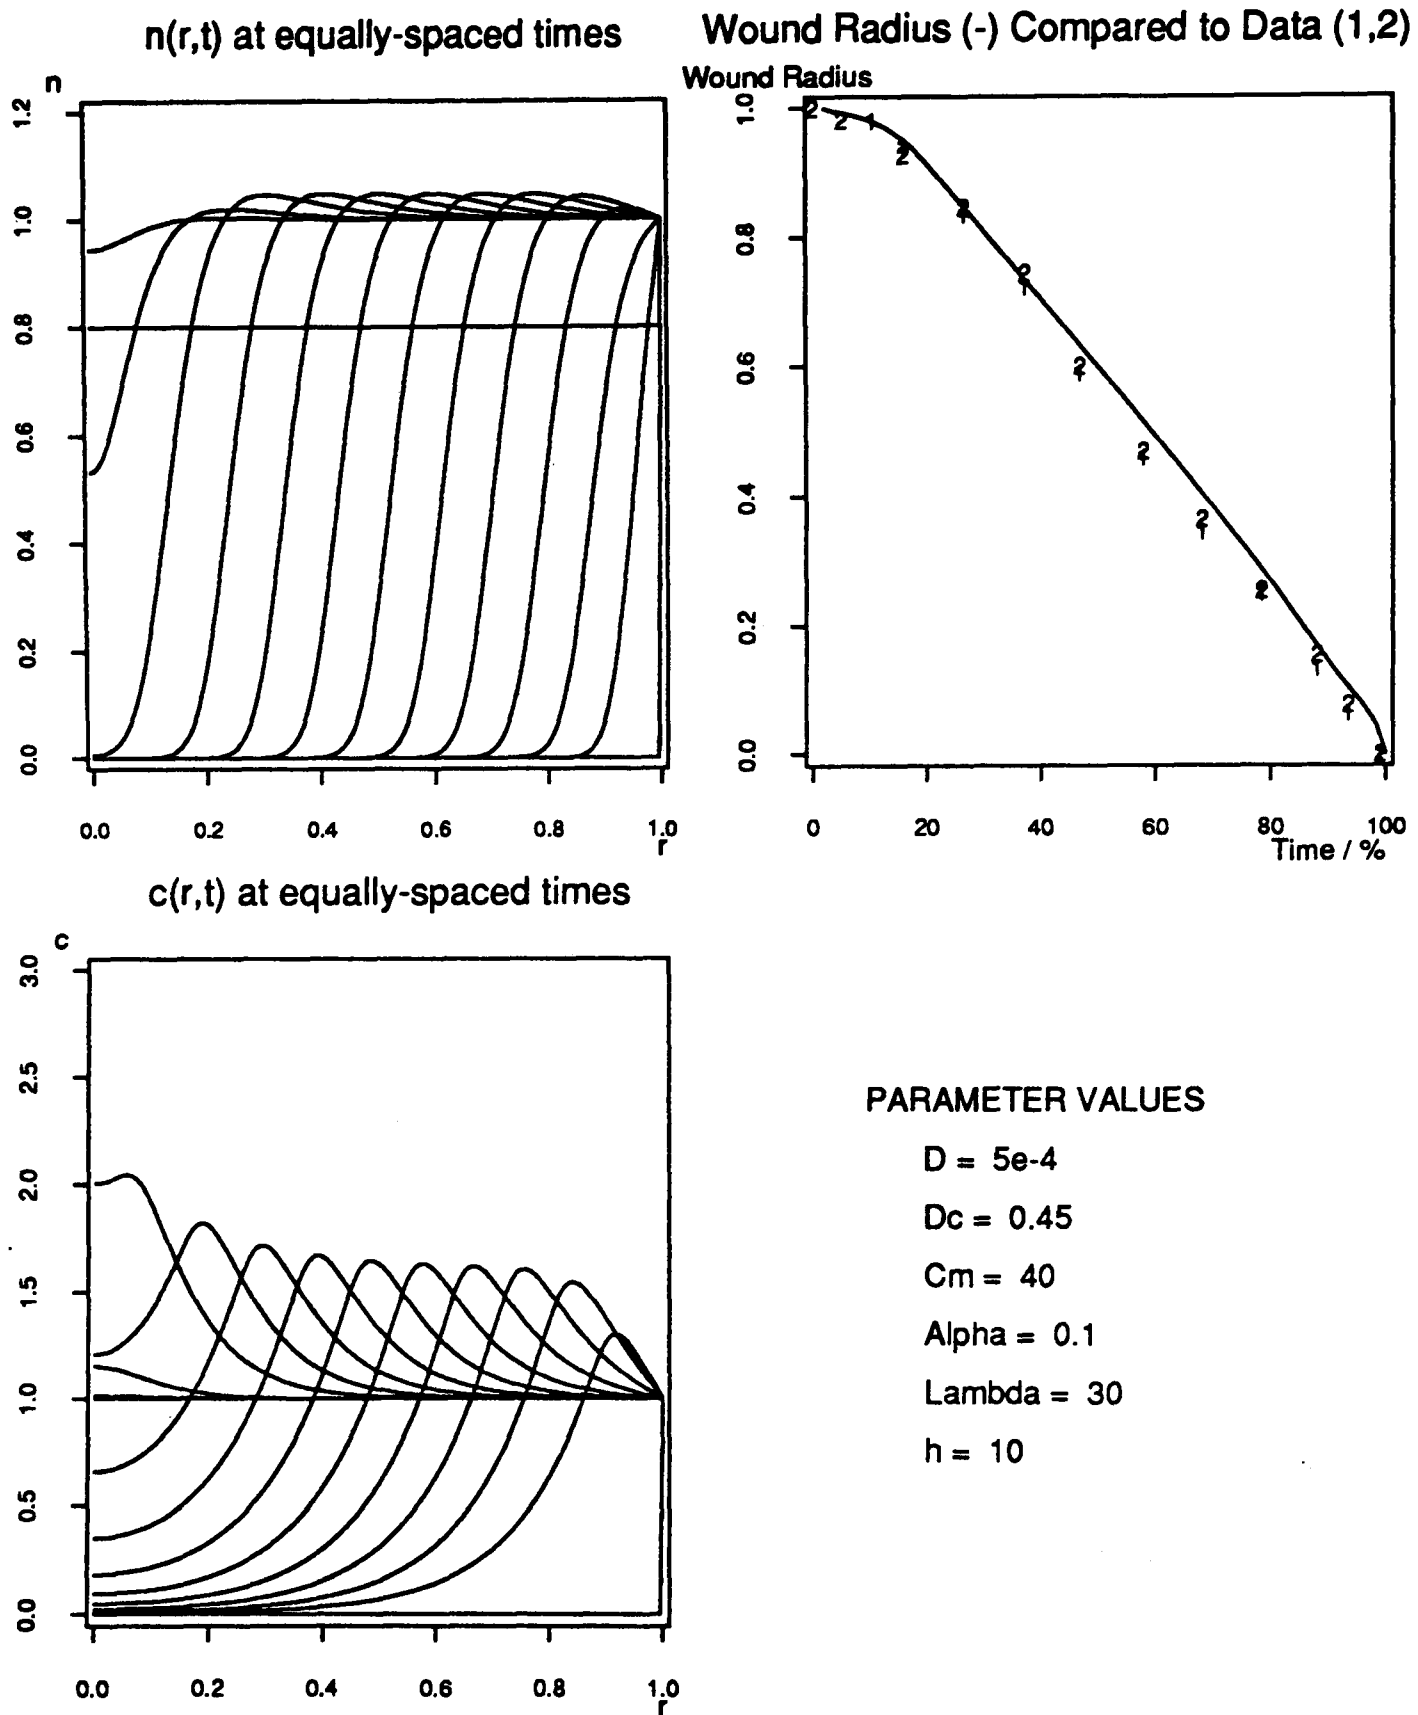 n(r,t) at equally-spaced times
n
1.2
1.0
0.8
0.6
0.4
0.2
0.0
0.0 0.2 0.4 0.6 0.8 1.0
r
Wound Radius (-) Compared to Data (1,2)
Wound Radius
1.0
0.8
0.6
0.4
0.2
0.0
0 20 40 60 80 100
Time / %
c(r,t) at equally-spaced times
c
3.0
2.5
2.0
1.5
1.0
0.5
0.0
0.0 0.2 0.4 0.6 0.8 1.0
r
PARAMETER VALUES
D = 5e-4
Dc = 0.45
Cm = 40
Alpha = 0.1
Lambda = 30
h = 10